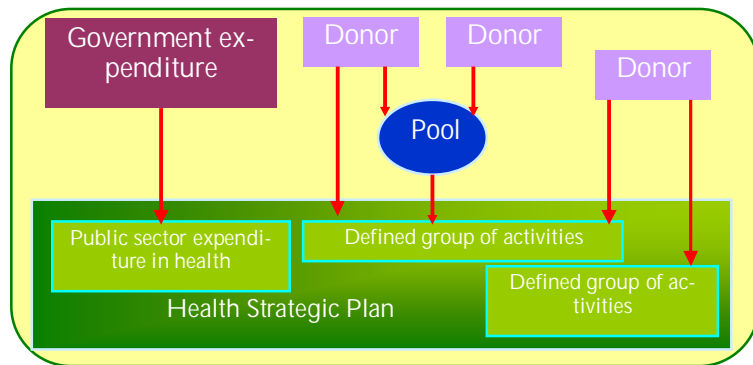 Government ex-
penditure
Donor
Donor
Donor
Pool
Public sector expendi-
ture in health
Defined group of activities
Defined group of ac-
tivities
Health Strategic Plan